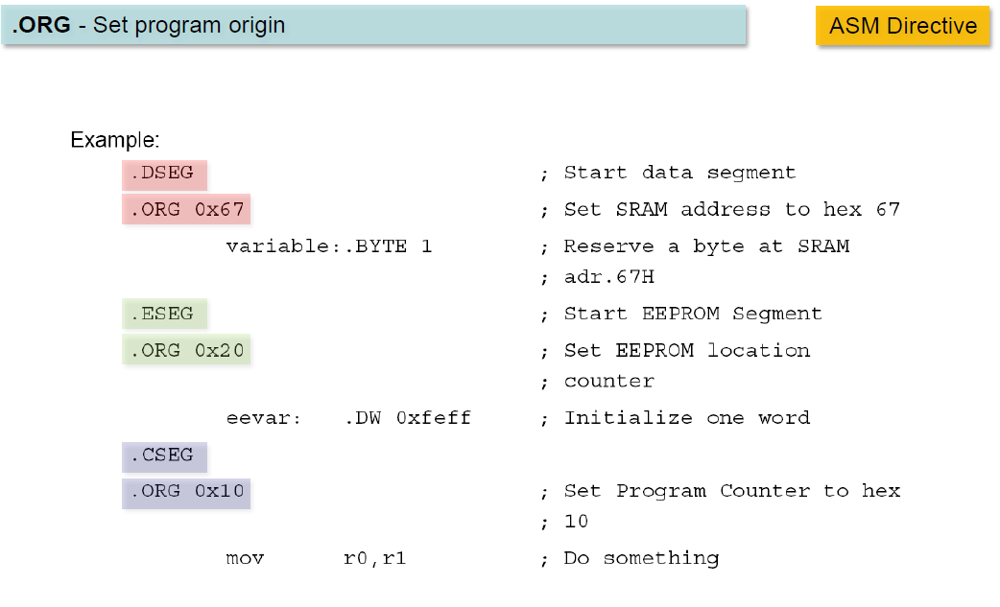 .ORG - Set program origin
ASM Directive
Example:
.DSEG ; Start data segment
.ORG 0x67 ; Set SRAM address to hex 67
variable:.BYTE 1 ; Reserve a byte at SRAM
; adr.67H
.ESEG ; Start EEPROM Segment
.ORG 0x20 ; Set EEPROM location
; counter
eevar: .DW 0xfeff ; Initialize one word
.CSEG
.ORG 0x10 ; Set Program Counter to hex
; 10
mov r0,r1 ; Do something